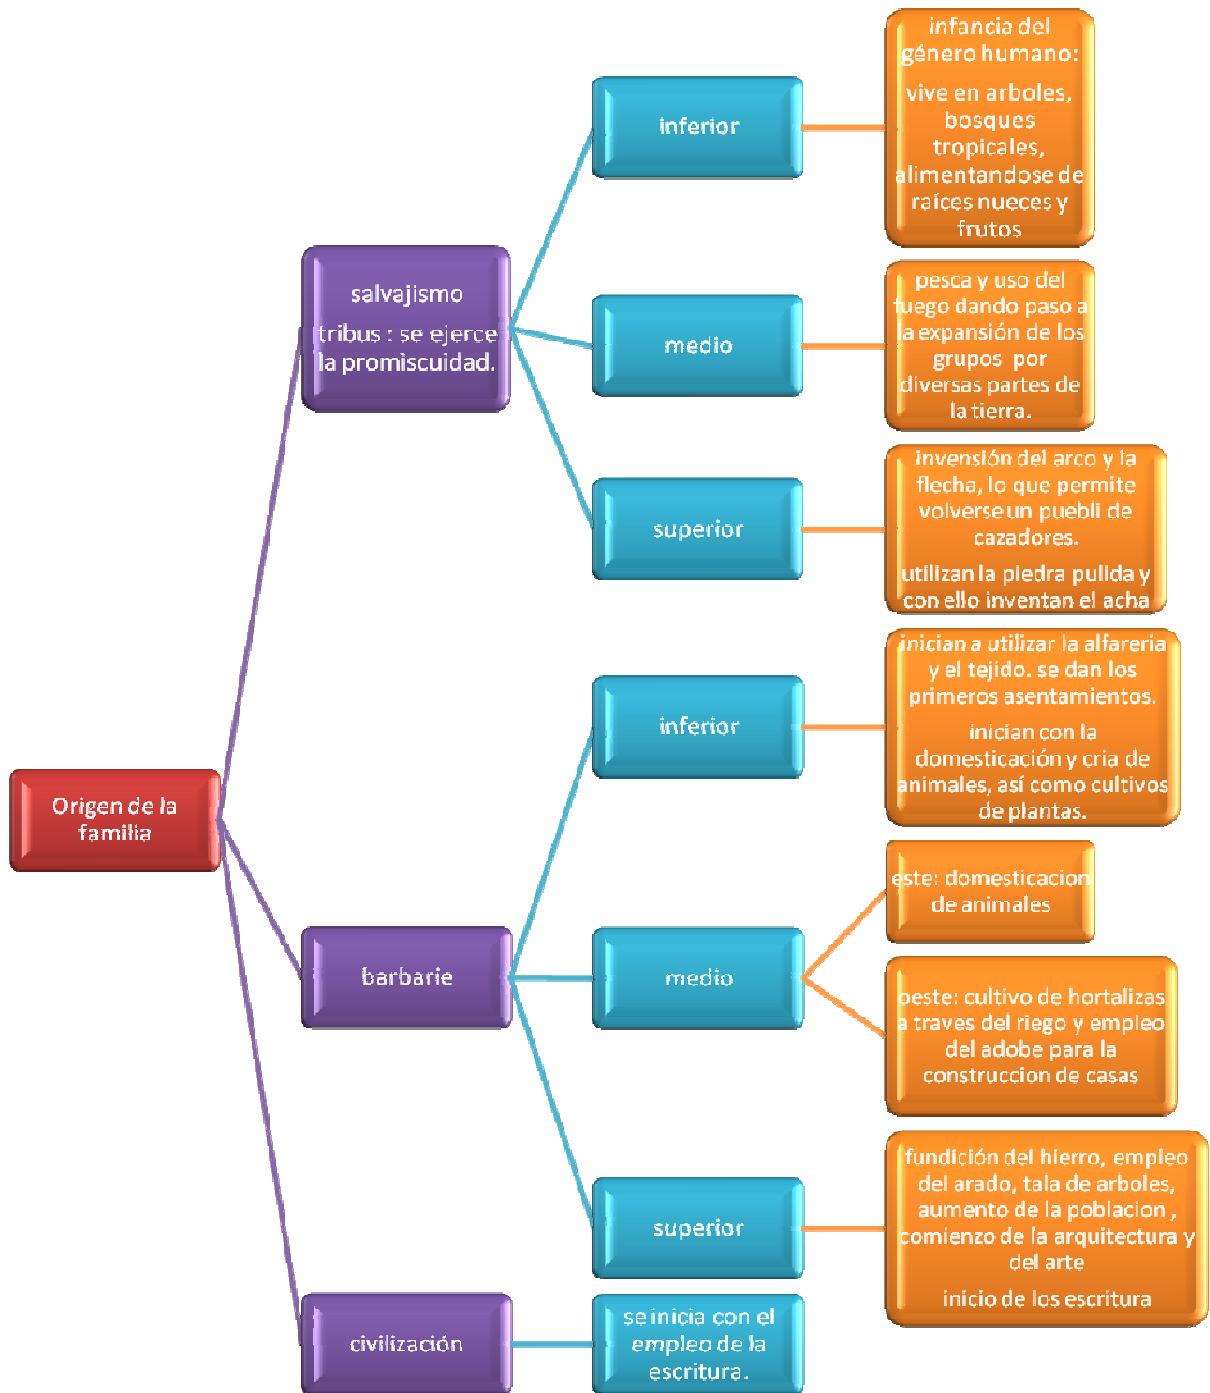 Origen de la
familia
salvajismo
tribus : se ejerce
la promiscuidad.
inferior
infancia del
género humano:
vive en arboles,
bosques
tropicales,
alimentandose de
raíces nueces y
frutos
medio
pesca y uso del
fuego dando paso a
la expansión de los
grupos por
diversas partes de
la tierra.
superior
invensión del arco y la
flecha, lo que permite
volverse un puebli de
cazadores.
utilizan la piedra pulida y
con ello inventan el acha
barbarie
inferior
inician a utilizar la alfareria
y el tejido. se dan los
primeros asentamientos.
inician con la
domesticación y cria de
animales, así como cultivos
de plantas.
medio
este: domesticacion
de animales
oeste: cultivo de hortalizas
a traves del riego y empleo
del adobe para la
construccion de casas
superior
fundición del hierro, empleo
del arado, tala de arboles,
aumento de la poblacion ,
comienzo de la arquitectura y
del arte
inicio de los escritura
civilización
se inicia con el
empleo de la
escritura.